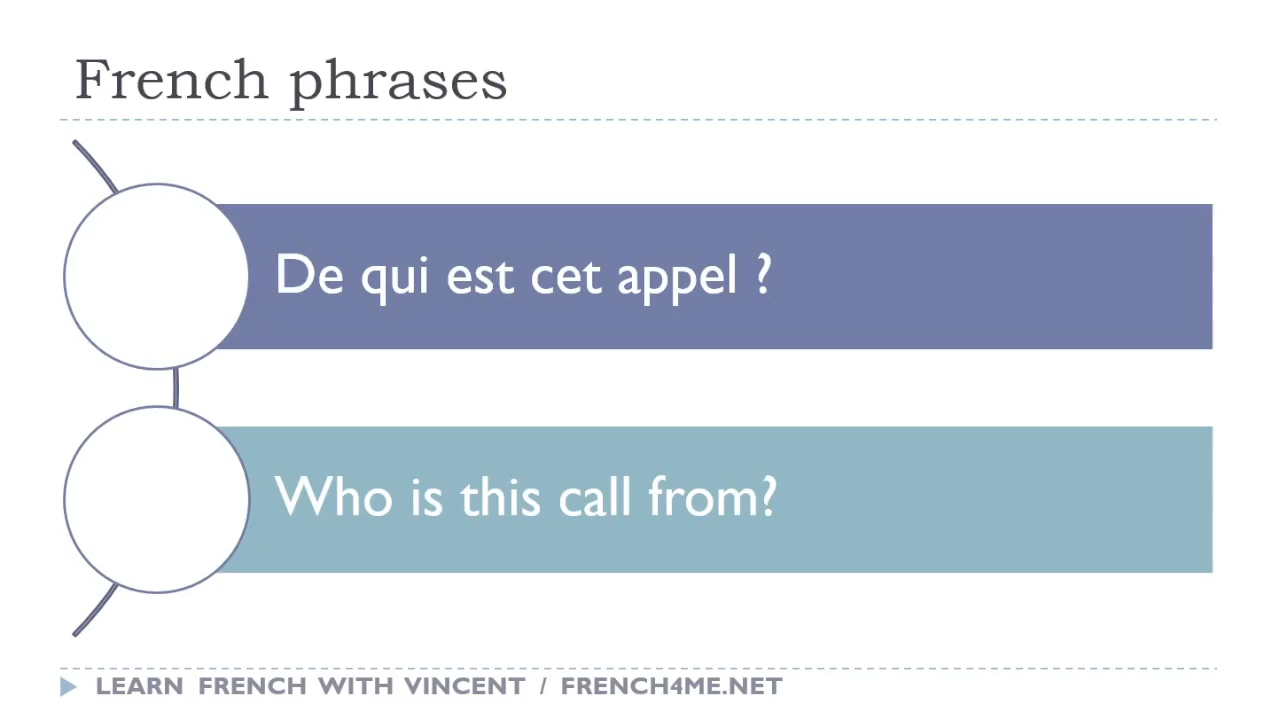 French phrases
De qui est cet appel ?
Who is this call from?
LEARN FRENCH WITH VINCENT / FRENCH4ME.NET